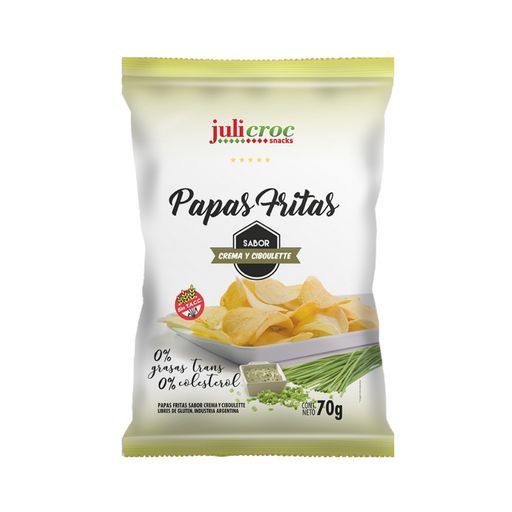 julicroc
snacks
Papas Fritas
SABOR
CREMA Y CIBOULETTE
Sin T.A.C.C.
0%
grasas trans
0% colesterol
PAPAS FRITAS SABOR CREMA Y CIBOULETTE
LIBRES DE GLUTEN. INDUSTRIA ARGENTINA
CONT.
NETO 70g